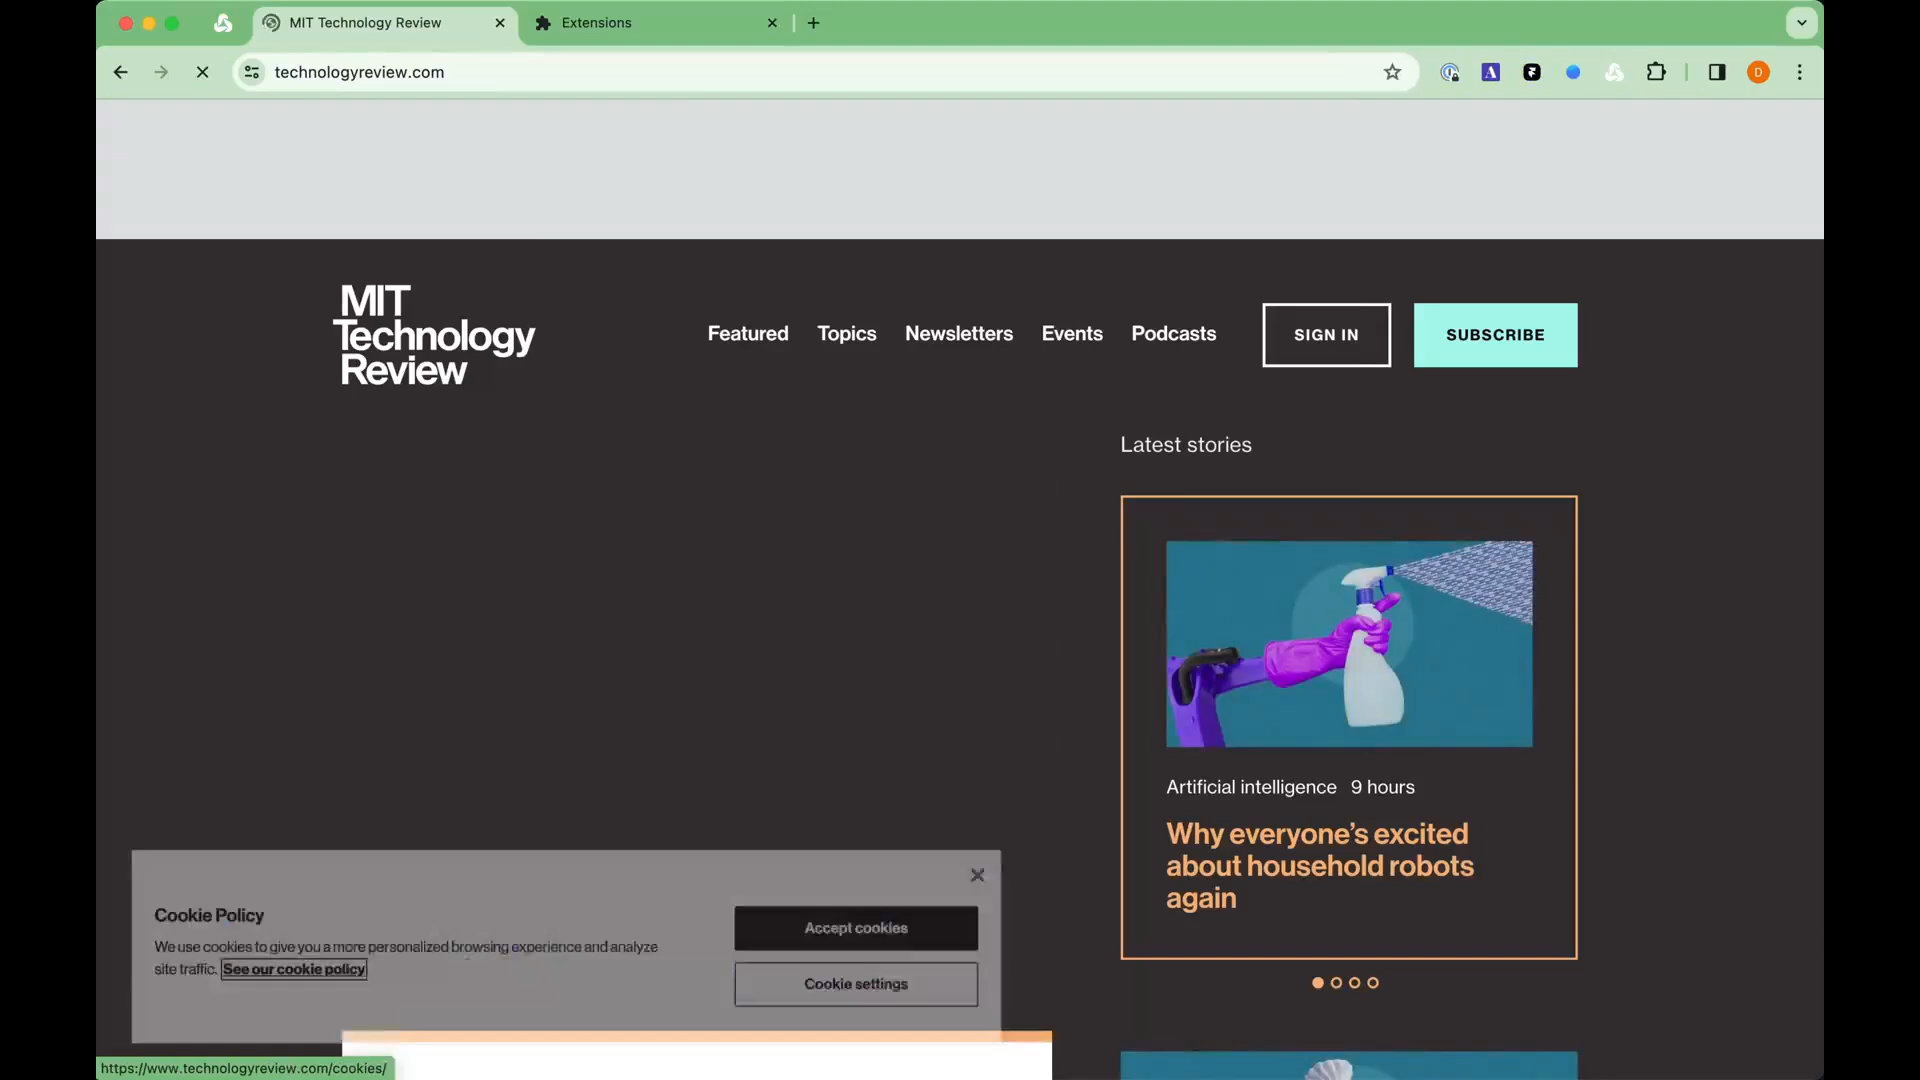 MIT Technology Review
Extensions
technologyreview.com
A
D
MIT
Technology
Review
Featured
Topics
Newsletters
Events
Podcasts
SIGN IN
SUBSCRIBE
Latest stories
Artificial intelligence 9 hours
Why everyone’s excited
about household robots
again
Cookie Policy
We use cookies to give you a more personalized browsing experience and analyze
site traffic. See our cookie policy
Accept cookies
Cookie settings
https://www.technologyreview.com/cookies/